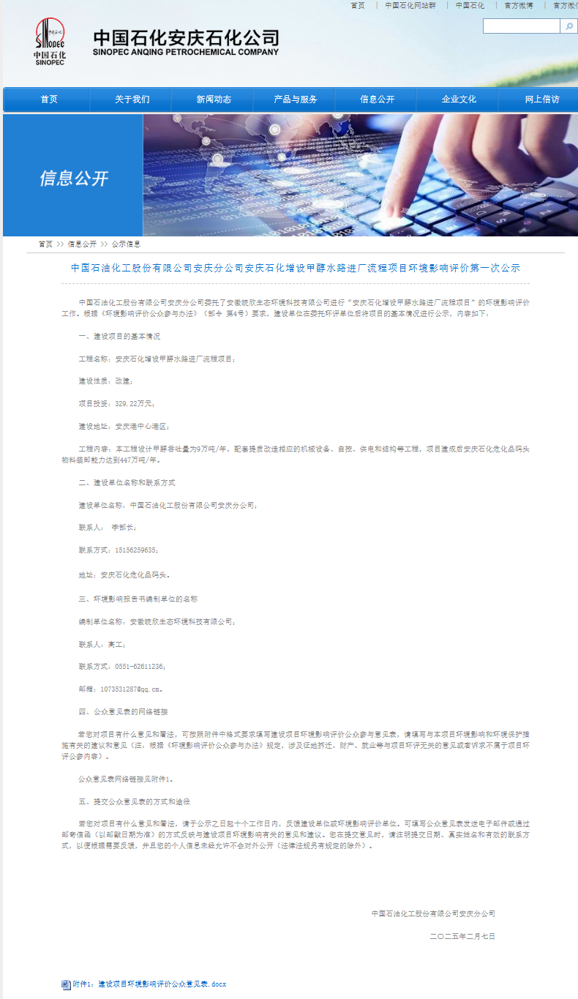 首页 | 中国石化网站群 | 中国石化 | 官方微博 | 官方微
SINOPEC
中国石化
SINOPEC
中国石化安庆石化公司
SINOPEC ANQING PETROCHEMICAL COMPANY
首页 关于我们 新闻动态 产品与服务 信息公开 企业文化 网上信访
信息公开
首页 >> 信息公开 >> 公示信息
中国石油化工股份有限公司安庆分公司安庆石化增设甲醇水路进厂流程项目环境影响评价第一次公示
中国石油化工股份有限公司安庆分公司委托了安徽皖欣生态环境科技有限公司进行“安庆石化增设甲醇水路进厂流程项目”的环境影响评价
工作。根据《环境影响评价公众参与办法》（部令 第4号）要求，建设单位在委托环评单位后将项目的基本情况进行公示，内容如下：
一、建设项目的基本情况
工程名称：安庆石化增设甲醇水路进厂流程项目；
建设性质：改建；
项目投资：329.22万元；
建设地址：安庆港中心港区；
工程内容：本工程设计甲醇吞吐量为9万吨/年，配套提质改造相应的机械设备、自控、供电和结构等工程，项目建成后安庆石化危化品码头
物料装卸能力达到447万吨/年。
二、建设单位名称和联系方式
建设单位名称：中国石油化工股份有限公司安庆分公司；
联系人： 李部长；
联系方式：15156259635；
地址：安庆石化危化品码头。
三、环境影响报告书编制单位的名称
编制单位名称：安徽皖欣生态环境科技有限公司；
联系人：高工；
联系方式：0551-62611236；
邮箱：1073531287@qq.cm。
四、公众意见表的网络链接
若您对项目有什么意见和看法，可按照附件中格式要求填写建设项目环境影响评价公众参与意见表，请填写与本项目环境影响和环境保护措
施有关的建议和意见（注：根据《环境影响评价公众参与办法》规定，涉及征地拆迁、财产、就业等与项目环评无关的意见或者诉求不属于项目环
评公参内容）。
公众意见表网络链接见附件1。
五、提交公众意见表的方式和途径
若您对项目有什么意见和看法，请于公示之日起十个工作日内，反馈建设单位或环境影响评价单位。可填写公众意见表发送电子邮件或通过
邮寄信函（以邮戳日期为准）的方式反映与建设项目环境影响有关的意见和建议。您在提交意见时，请注明提交日期、真实姓名和有效的联系方
式，以便根据需要反馈，并且您的个人信息未经允许不会对外公开（法律法规另有规定的除外）。
中国石油化工股份有限公司安庆分公司
二〇二五年二月七日
附件1：建设项目环境影响评价公众意见表.docx